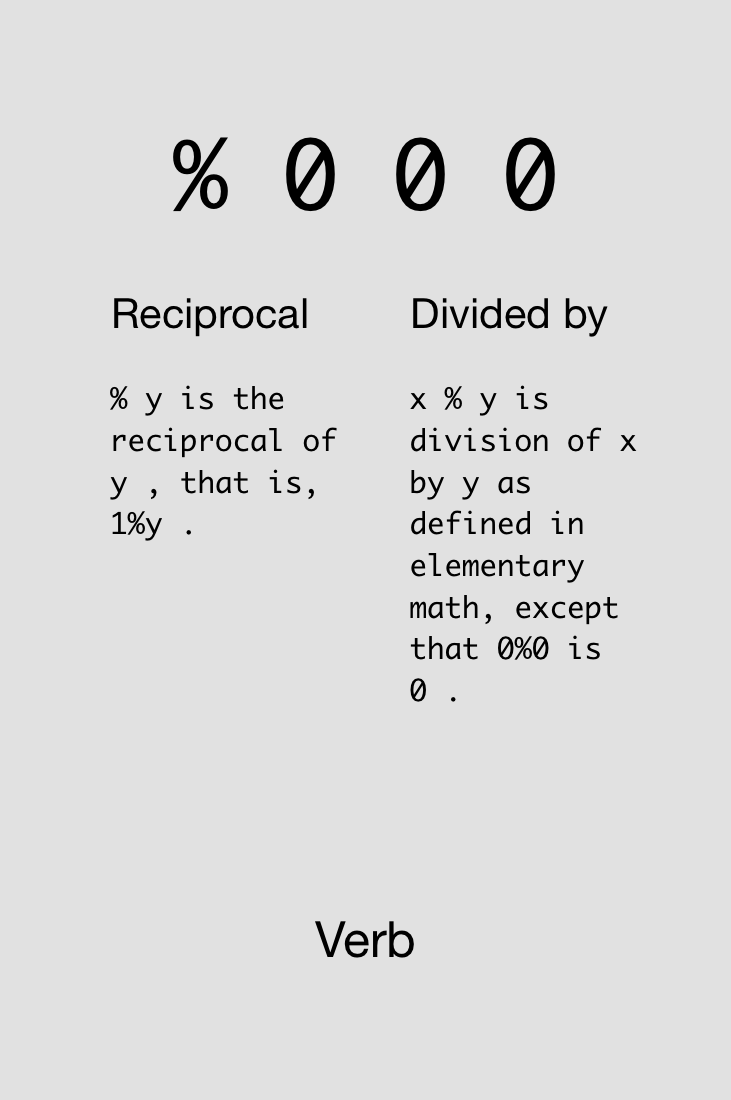 % 0 0 0
Reciprocal
% y is the
reciprocal of
y , that is,
1%y .
Divided by
x % y is
division of x
by y as
defined in
elementary
math, except
that 0%0 is
0 .
Verb